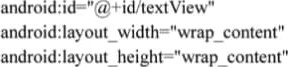 android:id="@+id/textView"
android:layout_width="wrap_content"
android:layout_height="wrap_content"